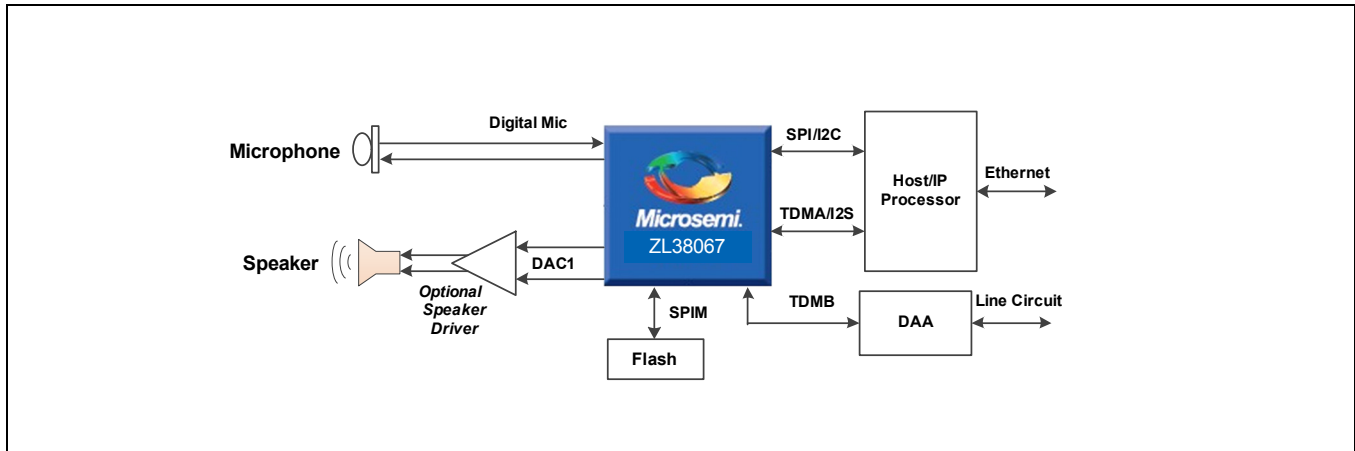 Digital Mic
Microphone
Speaker
Optional
Speaker
Driver
DAC1
Microsemi.
ZL38067
SPIM
Flash
SPI/I2C
TDMA/I2S
Host/IP
Processor
Ethernet
TDMB
DAA
Line Circuit